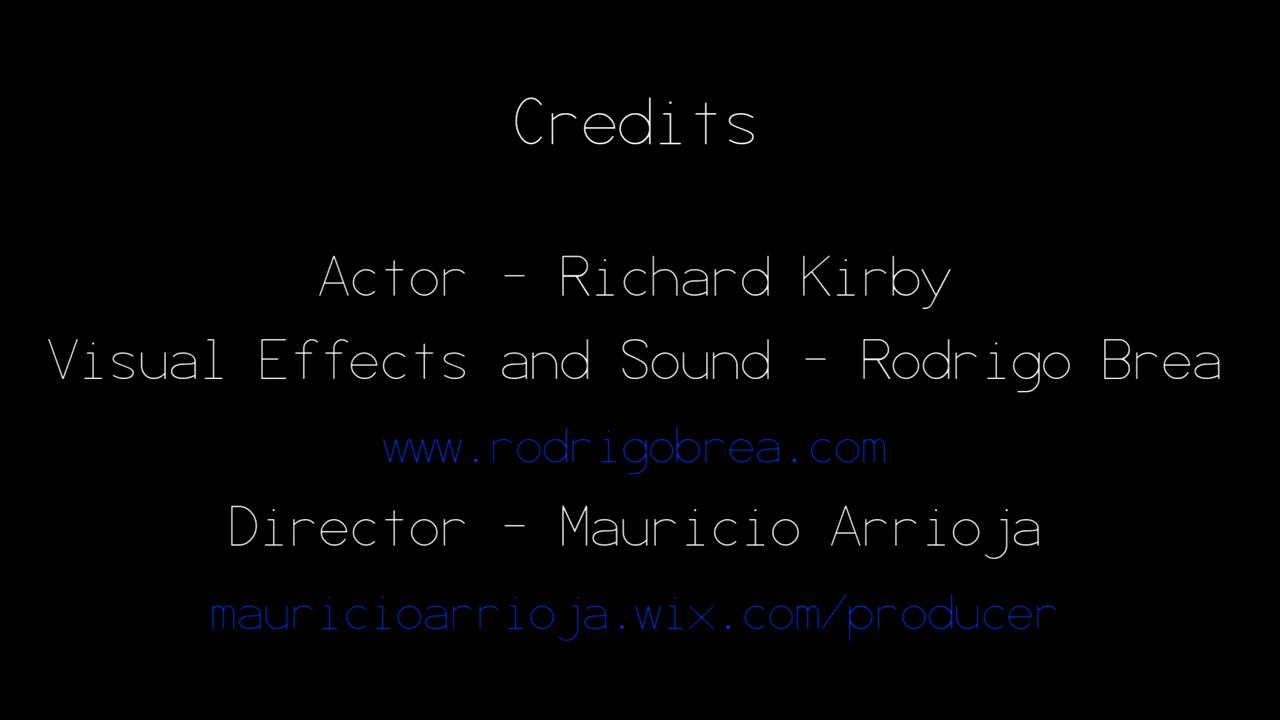 Credits
Actor - Richard Kirby
Visual Effects and Sound - Rodrigo Brea
www.rodrigobrea.com
Director - Mauricio Arrioja
mauricioarrioja.wix.com/producer